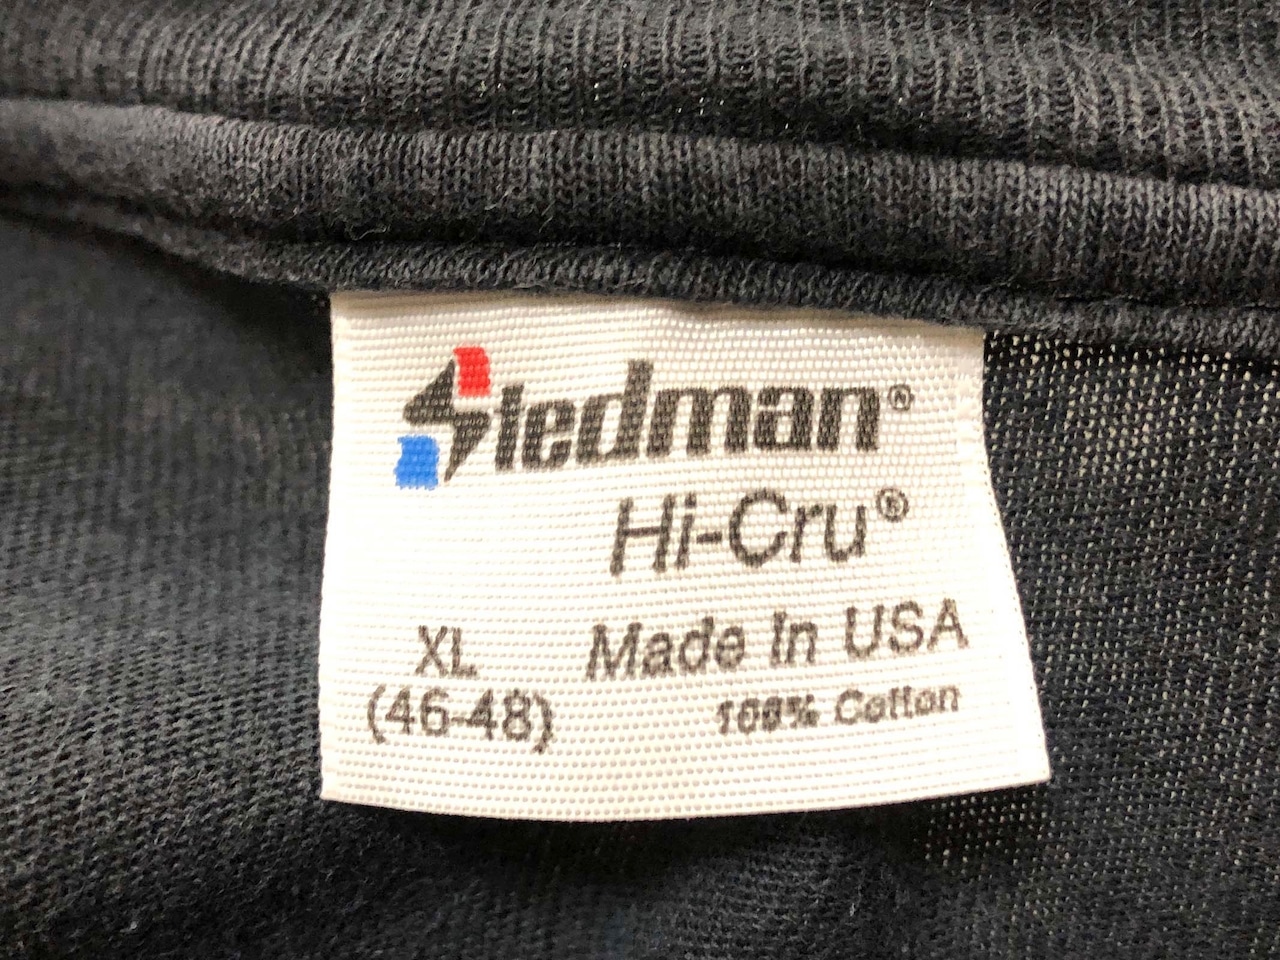 Stedman®
Hi-Cru®
XL Made In USA
(46-48) 100% Cotton